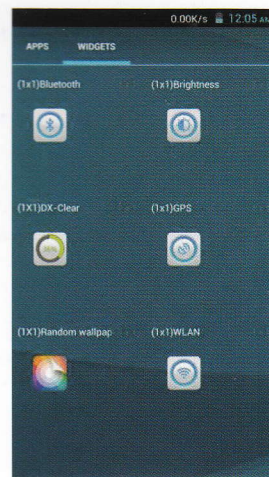 0.00K/s 12:05 AM
APPS WIDGETS
(1x1)Bluetooth (1x1)Brightness
(1X1)DX-Clear (1x1)GPS
(1X1)Random wallpap (1x1)WLAN